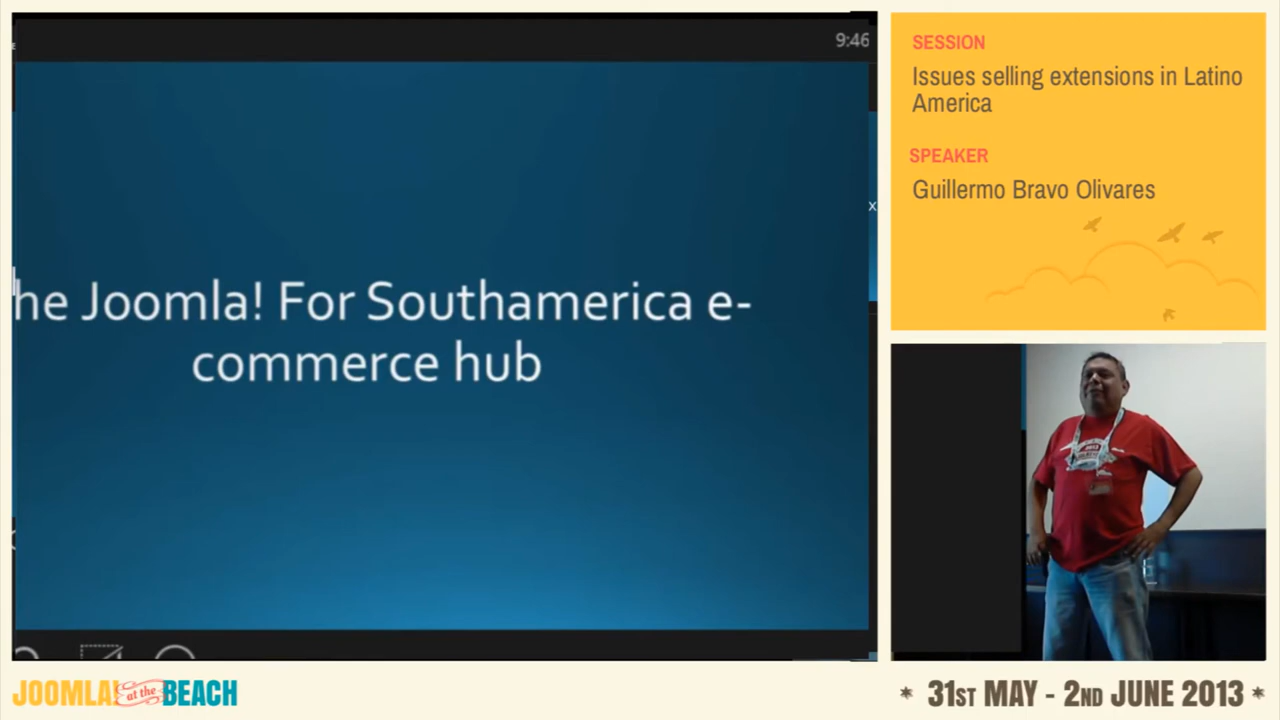 9:46
he Joomla! For Southamerica e-
commerce hub
x
SESSION
Issues selling extensions in Latino
America
SPEAKER
Guillermo Bravo Olivares
JOOMLA! at the BEACH
* 31ST MAY - 2ND JUNE 2013 *